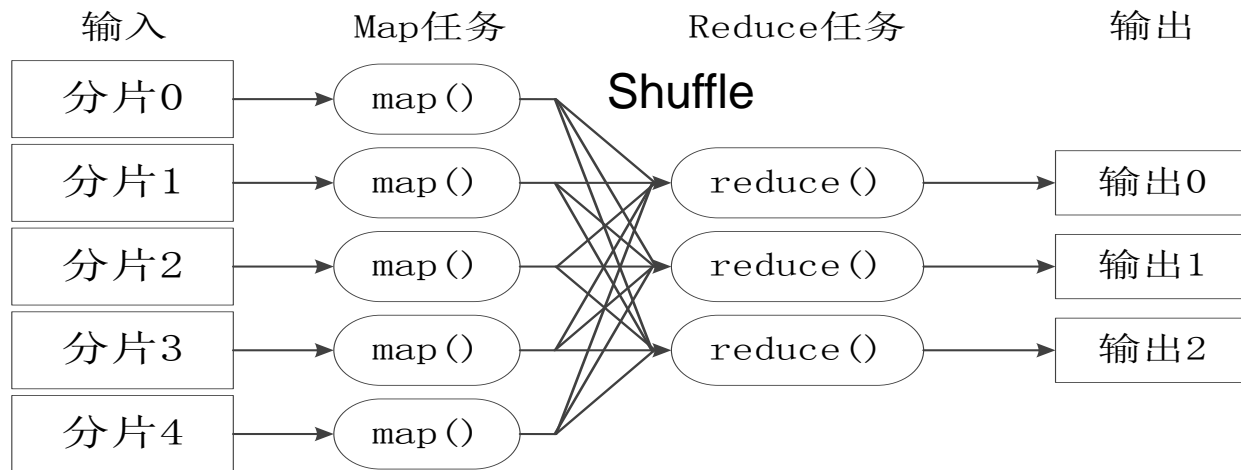 输入 Map任务 Reduce任务 输出
分片0 map() Shuffle
分片1 map() reduce() 输出0
分片2 map() reduce() 输出1
分片3 map() reduce() 输出2
分片4 map()